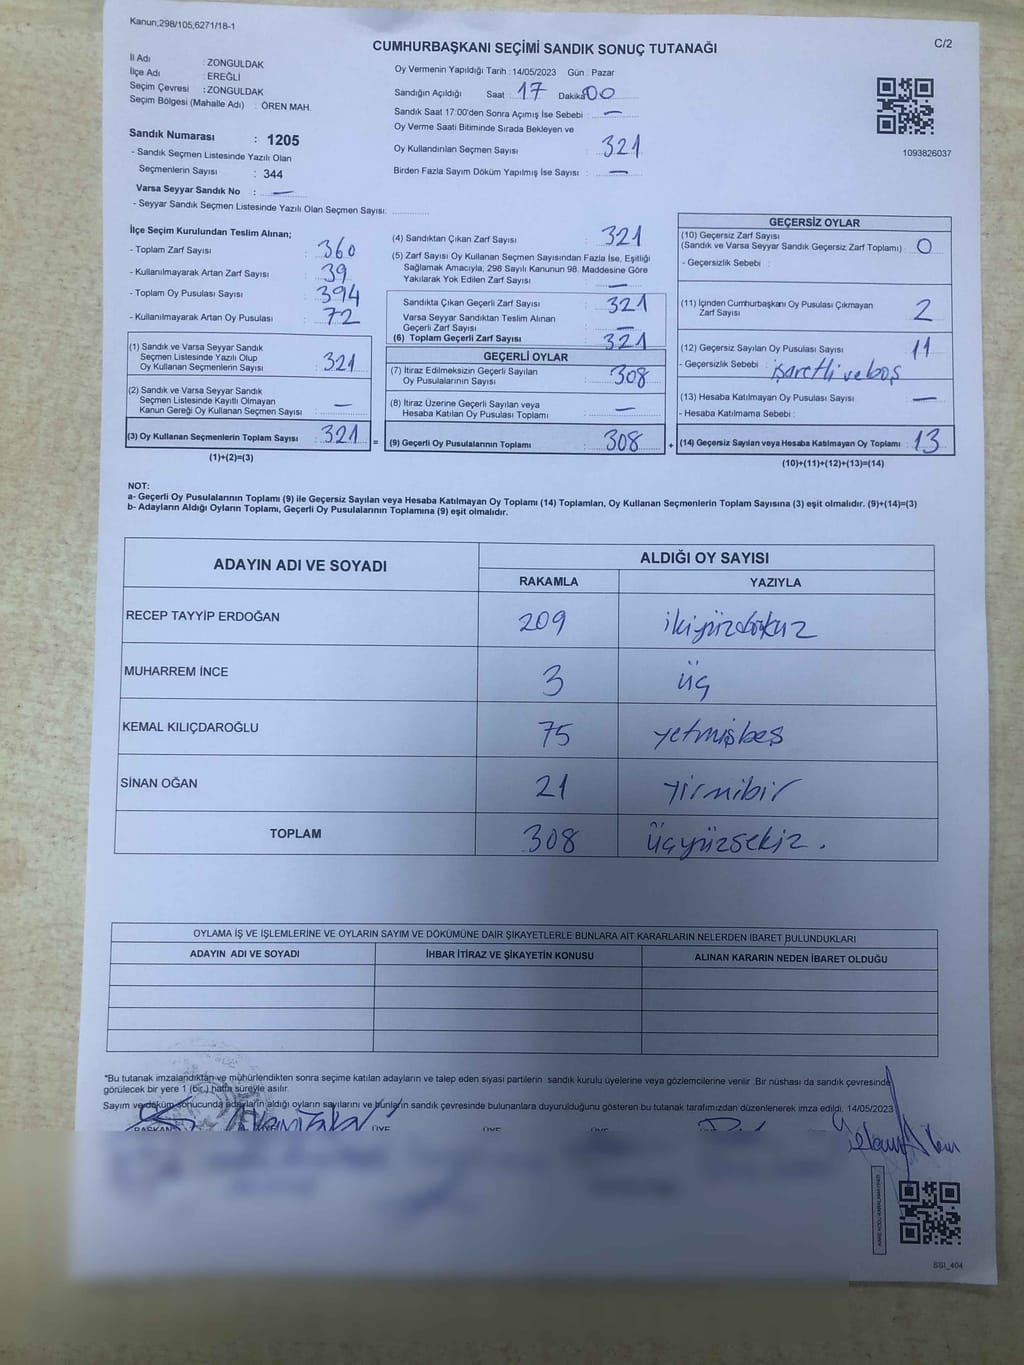 Kanun;298/105;6271/18-1
CUMHURBAŞKANI SEÇİMİ SANDIK SONUÇ TUTANAĞI
C/2
İl Adı : ZONGULDAK
İlçe Adı : EREĞLİ
Seçim Çevresi : ZONGULDAK
Seçim Bölgesi (Mahalle Adı) : ÖREN MAH.
Sandık Numarası : 1205
- Sandık Seçmen Listesinde Yazılı Olan
Seçmenlerin Sayısı : 344
Varsa Seyyar Sandık No : —
- Seyyar Sandık Seçmen Listesinde Yazılı Olan Seçmen Sayısı:
Oy Vermenin Yapıldığı Tarih : 14/05/2023 Gün : Pazar
Sandığın Açıldığı Saat : 17 Dakika 00
Sandık Saat 17:00'den Sonra Açımış İse Sebebi : —
Oy Verme Saati Bitiminde Sırada Bekleyen ve
Oy Kullandırılan Seçmen Sayısı : 321
Birden Fazla Sayım Döküm Yapılmış İse Sayısı : —
1093826037
İlçe Seçim Kurulundan Teslim Alınan;
- Toplam Zarf Sayısı : 360
- Kullanılmayarak Artan Zarf Sayısı : 39
- Toplam Oy Pusulası Sayısı : 394
- Kullanılmayarak Artan Oy Pusulası : 72
(1) Sandık ve Varsa Seyyar Sandık
Seçmen Listesinde Yazılı Olup
Oy Kullanan Seçmenlerin Sayısı : 321
(2) Sandık ve Varsa Seyyar Sandık
Seçmen Listesinde Kayıtlı Olmayan
Kanun Gereği Oy Kullanan Seçmen Sayısı : —
(3) Oy Kullanan Seçmenlerin Toplam Sayısı : 321
(1)+(2)=(3)
(4) Sandıktan Çıkan Zarf Sayısı : 321
(5) Zarf Sayısı Oy Kullanan Seçmen Sayısından Fazla İse, Eşitliği
Sağlamak Amacıyla; 298 Sayılı Kanunun 98. Maddesine Göre
Yakılarak Yok Edilen Zarf Sayısı : —
Sandıkta Çıkan Geçerli Zarf Sayısı : 321
Varsa Seyyar Sandıktan Teslim Alınan
Geçerli Zarf Sayısı : —
(6) Toplam Geçerli Zarf Sayısı : 321
GEÇERLİ OYLAR
(7) İtiraz Edilmeksizin Geçerli Sayılan
Oy Pusulalarının Sayısı : 308
(8) İtiraz Üzerine Geçerli Sayılan veya
Hesaba Katılan Oy Pusulası Toplamı : —
= (9) Geçerli Oy Pusulalarının Toplamı : 308
GEÇERSİZ OYLAR
(10) Geçersiz Zarf Sayısı
(Sandık ve Varsa Seyyar Sandık Geçersiz Zarf Toplamı) : 0
- Geçersizlik Sebebi :
(11) İçinden Cumhurbaşkanı Oy Pusulası Çıkmayan
Zarf Sayısı : 2
(12) Geçersiz Sayılan Oy Pusulası Sayısı : 11
- Geçersizlik Sebebi : işaretli ve boş
(13) Hesaba Katılmayan Oy Pusulası Sayısı : —
- Hesaba Katılmama Sebebi :
+ (14) Geçersiz Sayılan veya Hesaba Katılmayan Oy Toplamı : 13
(10)+(11)+(12)+(13)=(14)
NOT:
a- Geçerli Oy Pusulalarının Toplamı (9) ile Geçersiz Sayılan veya Hesaba Katılmayan Oy Toplamı (14) Toplamları, Oy Kullanan Seçmenlerin Toplam Sayısına (3) eşit olmalıdır. (9)+(14)=(3)
b- Adayların Aldığı Oyların Toplamı, Geçerli Oy Pusulalarının Toplamına (9) eşit olmalıdır.
ADAYIN ADI VE SOYADI
ALDIĞI OY SAYISI
RAKAMLA YAZIYLA
RECEP TAYYİP ERDOĞAN 209 ikiyüzdokuz
MUHARREM İNCE 3 üç
KEMAL KILIÇDAROĞLU 75 yetmişbeş
SİNAN OĞAN 21 yirmibir
TOPLAM 308 üçyüzsekiz.
OYLAMA İŞ VE İŞLEMLERİNE VE OYLARIN SAYIM VE DÖKÜMÜNE DAİR ŞİKAYETLERLE BUNLARA AİT KARARLARIN NELERDEN İBARET BULUNDUKLARI
ADAYIN ADI VE SOYADI İHBAR İTİRAZ VE ŞİKAYETİN KONUSU ALINAN KARARIN NEDEN İBARET OLDUĞU
*Bu tutanak imzalandıktan ve mühürlendikten sonra seçime katılan adayların ve talep eden siyasi partilerin sandık kurulu üyelerine veya gözlemcilerine verilir .Bir nüshası da sandık çevresinde
görülecek bir yere 1 (bir.) hafta süreyle asılır.
Sayım ve döküm sonucunda adayların aldığı oyların sayılarını ve bunların sandık çevresinde bulunanlara duyurulduğunu gösteren bu tutanak tarafımızdan düzenlenerek imza edildi. 14/05/2023
BAŞKAN ÜYE ÜYE ÜYE
SSI_404